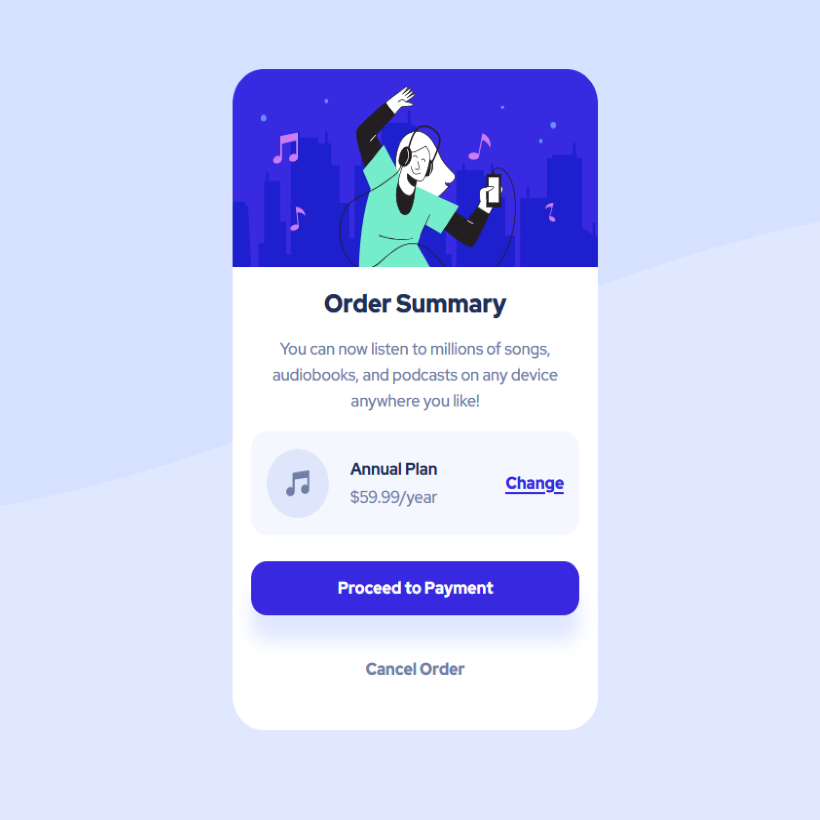 Order Summary
You can now listen to millions of songs,
audiobooks, and podcasts on any device
anywhere you like!
Annual Plan
$59.99/year
Change
Proceed to Payment
Cancel Order